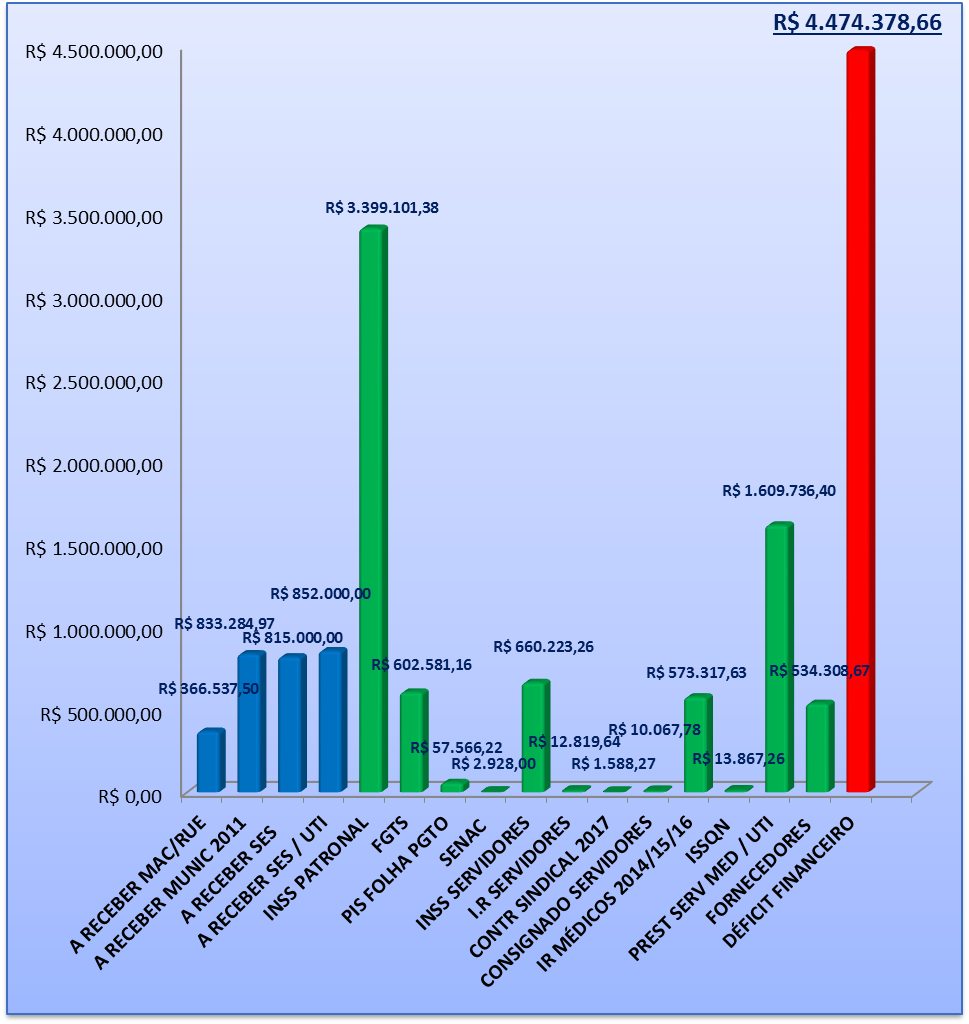 R$ 4.474.378,66
R$ 4.500.000,00
R$ 4.000.000,00
R$ 3.500.000,00
R$ 3.000.000,00
R$ 2.500.000,00
R$ 2.000.000,00
R$ 1.500.000,00
R$ 1.000.000,00
R$ 500.000,00
R$ 0,00
R$ 366.537,50
R$ 833.284,97
R$ 815.000,00
R$ 852.000,00
R$ 3.399.101,38
R$ 602.581,16
R$ 57.566,22
R$ 2.928,00
R$ 660.223,26
R$ 12.819,64
R$ 1.588,27
R$ 10.067,78
R$ 573.317,63
R$ 13.867,26
R$ 1.609.736,40
R$ 534.308,67
A RECEBER MAC/RUE
A RECEBER MUNIC 2011
A RECEBER SES
A RECEBER SES / UTI
INSS PATRONAL
FGTS
PIS FOLHA PGTO
SENAC
INSS SERVIDORES
I.R SERVIDORES
CONTR SINDICAL 2017
CONSIGNADO SERVIDORES
IR MÉDICOS 2014/15/16
ISSQN
PREST SERV MED / UTI
FORNECEDORES
DÉFICIT FINANCEIRO